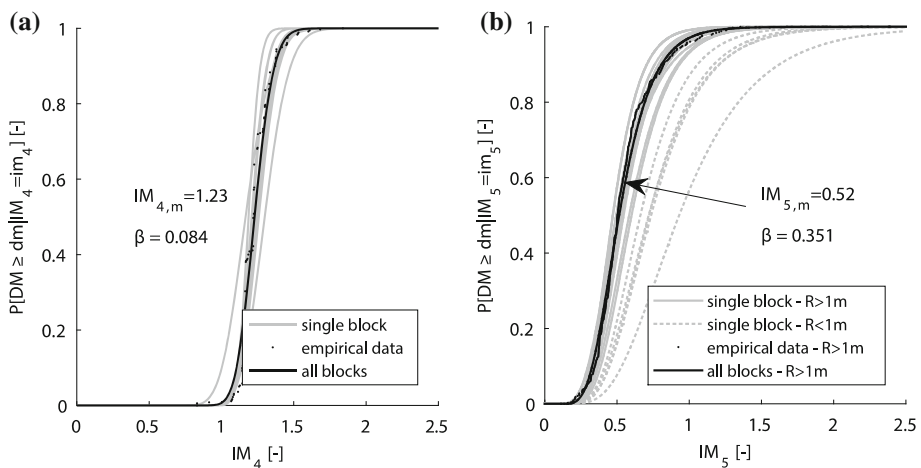 (a)
P[DM ≥ dm|IM₄=im₄] [-]
1
0.8
0.6
0.4
0.2
0
IM₄,ₘ=1.23
β = 0.084
single block
empirical data
all blocks
0 0.5 1 1.5 2 2.5
IM₄ [-]
(b)
P[DM ≥ dm|IM₅=im₅] [-]
1
0.8
0.6
0.4
0.2
0
IM₅,ₘ=0.52
β = 0.351
single block - R>1m
single block - R<1m
empirical data - R>1m
all blocks - R>1m
0 0.5 1 1.5 2 2.5
IM₅ [-]